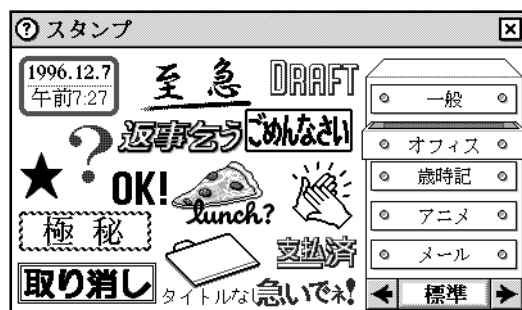 スタンプ
1996.12.7
午前7:27
至急
DRAFT
返事乞う
ごめんなさい
OK!
lunch?
極秘
支払済
取り消し
タイトルなし
急いでネ!
一般
オフィス
歳時記
アニメ
メール
標準